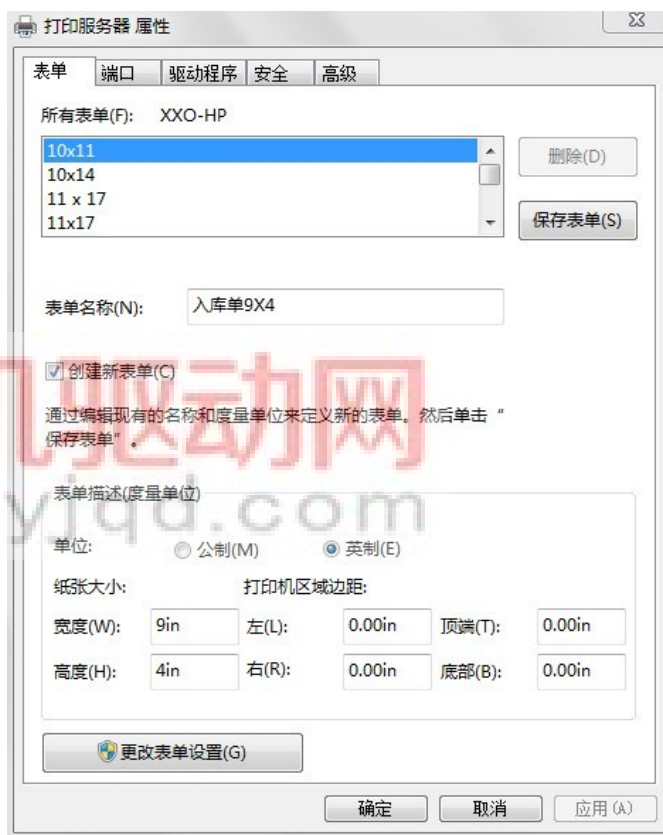 打印服务器 属性
表单 端口 驱动程序 安全 高级
所有表单(F): XXO-HP
10x11
10x14
11 x 17
11x17
删除(D)
保存表单(S)
表单名称(N): 入库单9X4
创建新表单(C)
通过编辑现有的名称和度量单位来定义新的表单。然后单击“
保存表单”。
机驱动网
yjqd.com
表单描述(度量单位)
单位: 公制(M) 英制(E)
纸张大小: 打印机区域边距:
宽度(W): 9in 左(L): 0.00in 顶端(T): 0.00in
高度(H): 4in 右(R): 0.00in 底部(B): 0.00in
更改表单设置(G)
确定 取消 应用(A)